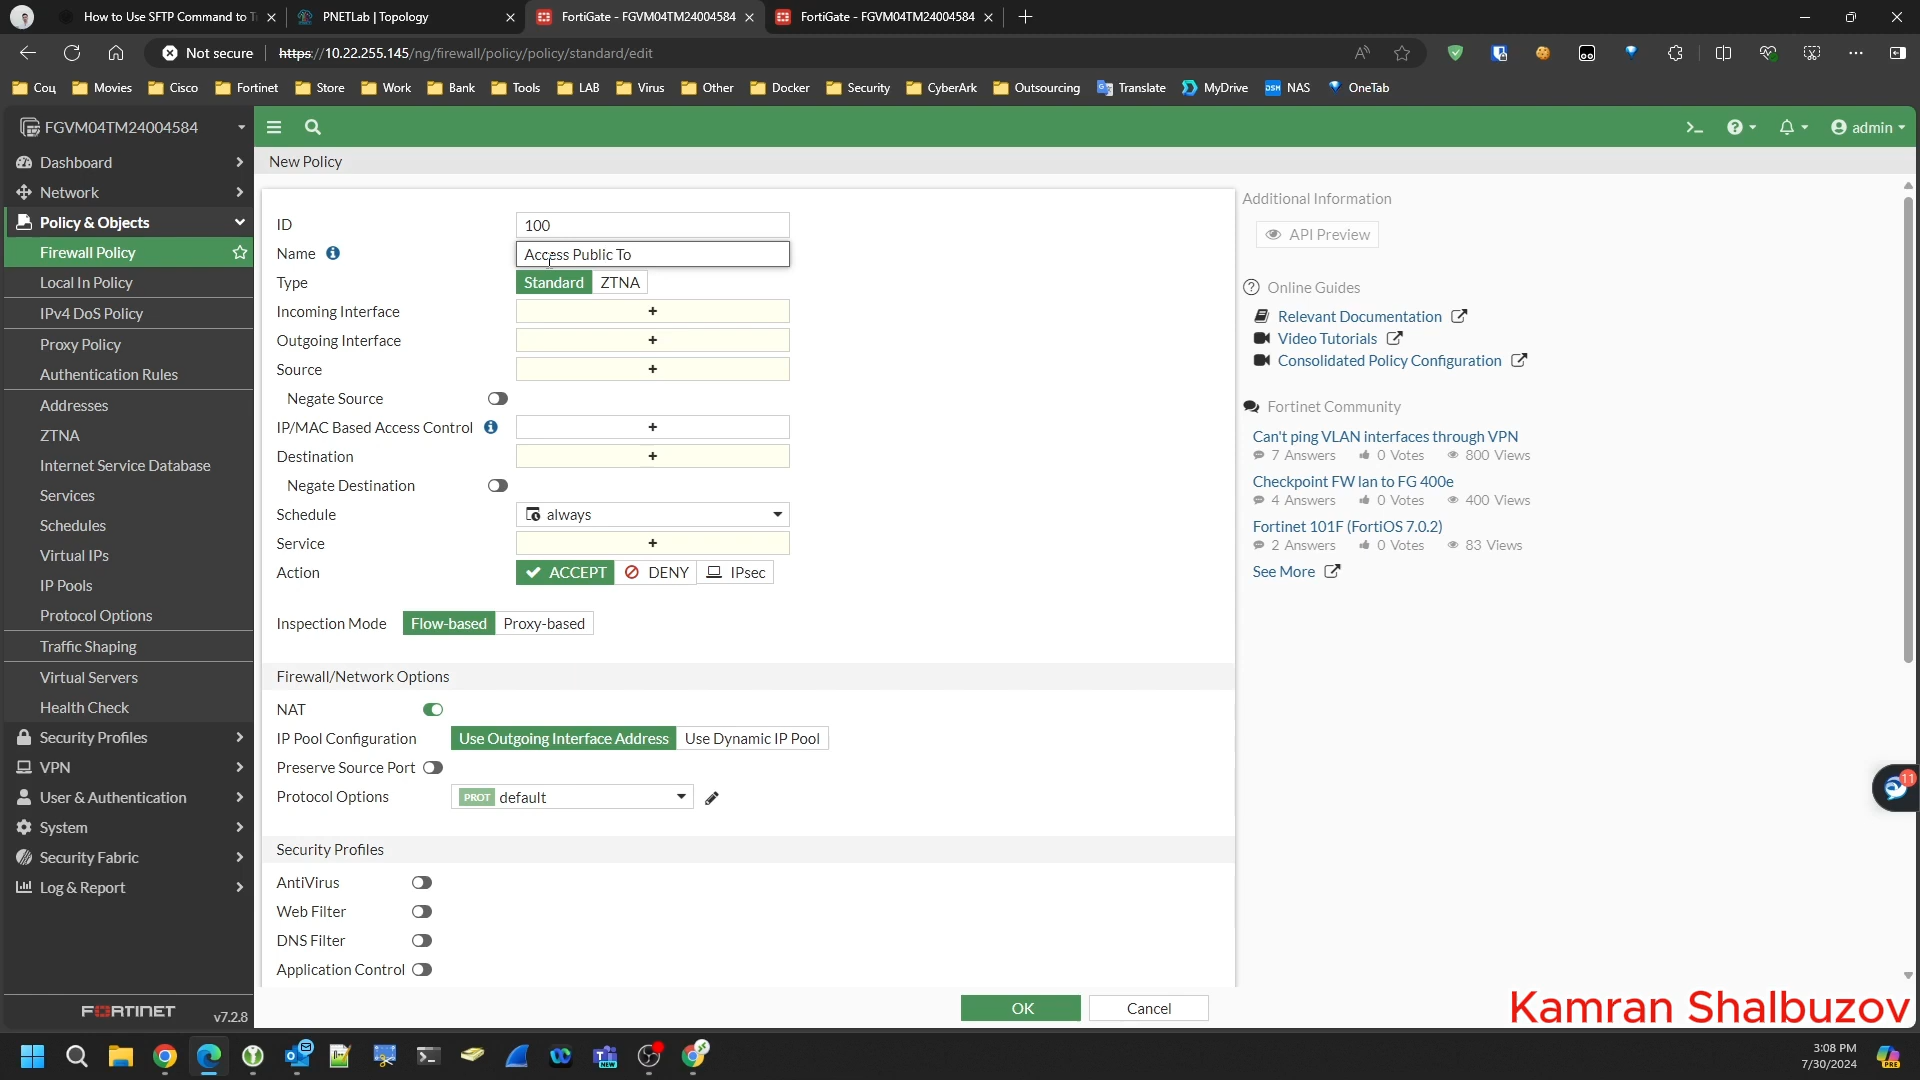 How to Use SFTP Command to T
PNETLab | Topology
FortiGate - FGVM04TM24004584
FortiGate - FGVM04TM24004584
Not secure
https://10.22.255.145/ng/firewall/policy/policy/standard/edit
Соц
Movies
Cisco
Fortinet
Store
Work
Bank
Tools
LAB
Virus
Other
Docker
Security
CyberArk
Outsourcing
Translate
MyDrive
NAS
OneTab
FGVM04TM24004584
admin
Dashboard
Network
Policy & Objects
Firewall Policy
Local In Policy
IPv4 DoS Policy
Proxy Policy
Authentication Rules
Addresses
ZTNA
Internet Service Database
Services
Schedules
Virtual IPs
IP Pools
Protocol Options
Traffic Shaping
Virtual Servers
Health Check
Security Profiles
VPN
User & Authentication
System
Security Fabric
Log & Report
FORTINET
v7.2.8
New Policy
ID
100
Name
Access Public To
Type
Standard
ZTNA
Incoming Interface
+
Outgoing Interface
+
Source
+
Negate Source
IP/MAC Based Access Control
+
Destination
+
Negate Destination
Schedule
always
Service
+
Action
ACCEPT
DENY
IPsec
Inspection Mode
Flow-based
Proxy-based
Firewall/Network Options
NAT
IP Pool Configuration
Use Outgoing Interface Address
Use Dynamic IP Pool
Preserve Source Port
Protocol Options
PROT
default
Security Profiles
AntiVirus
Web Filter
DNS Filter
Application Control
OK
Cancel
Additional Information
API Preview
Online Guides
Relevant Documentation
Video Tutorials
Consolidated Policy Configuration
Fortinet Community
Can't ping VLAN interfaces through VPN
7 Answers
0 Votes
800 Views
Checkpoint FW lan to FG 400e
4 Answers
0 Votes
400 Views
Fortinet 101F (FortiOS 7.0.2)
2 Answers
0 Votes
83 Views
See More
11
Kamran Shalbuzov
3:08 PM
7/30/2024